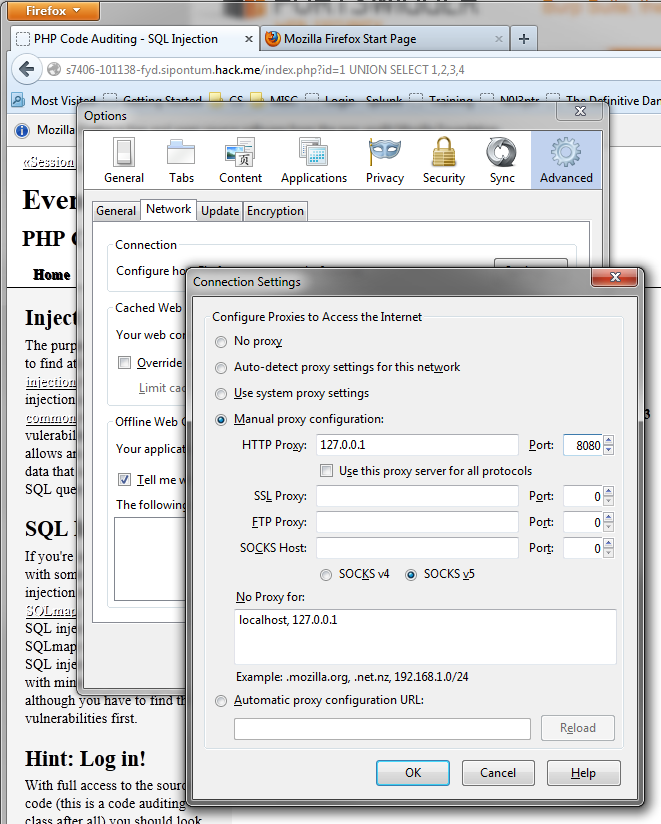 Firefox
PHP Code Auditing - SQL Injection
Mozilla Firefox Start Page
s7406-101138-fyd.sipontum.hack.me/index.php?id=1 UNION SELECT 1,2,3,4
Most Visited
Getting Started
CS
MISC
Login - Splunk
Training
N0l3ptr
The Definitive Dan
Mozilla
Options
General
Tabs
Content
Applications
Privacy
Security
Sync
Advanced
General
Network
Update
Encryption
Connection
Configure ho
Cached Web
Your web con
Override
Limit cac
Offline Web C
Your applicat
Tell me w
The following
«Session
Ever
PHP C
Home
Inject
The purp
to find at
injection
injection
common
vulerabili
allows an
data that
SQL que
SQL I
If you're
with som
injection
SQLmap
SQL inje
SQLmap
SQL inje
with min
although you have to find th
vulnerabilities first.
Hint: Log in!
With full access to the sourc
code (this is a code auditing
class after all) you should look
3
Connection Settings
Configure Proxies to Access the Internet
No proxy
Auto-detect proxy settings for this network
Use system proxy settings
Manual proxy configuration:
HTTP Proxy: 127.0.0.1 Port: 8080
Use this proxy server for all protocols
SSL Proxy: Port: 0
FTP Proxy: Port: 0
SOCKS Host: Port: 0
SOCKS v4 SOCKS v5
No Proxy for:
localhost, 127.0.0.1
Example: .mozilla.org, .net.nz, 192.168.1.0/24
Automatic proxy configuration URL:
Reload
OK Cancel Help